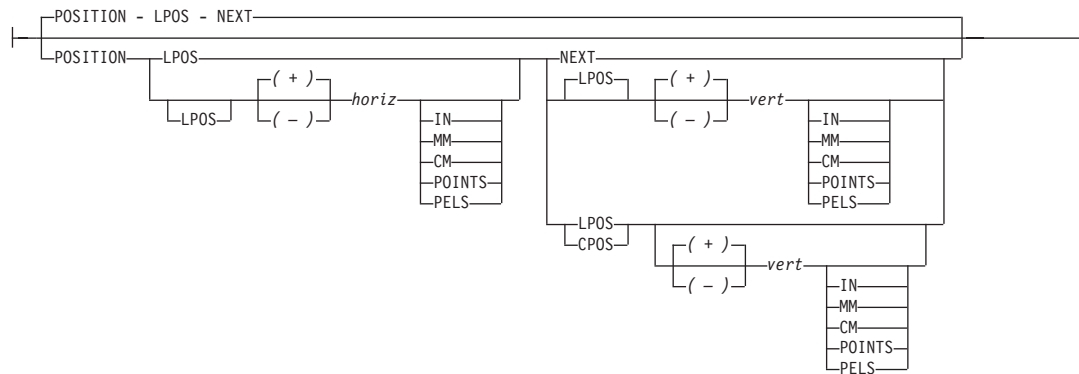 POSITION - LPOS - NEXT
POSITION LPOS NEXT
LPOS ( + ) horiz LPOS ( + ) vert
( – ) IN ( – ) IN
MM MM
CM CM
POINTS POINTS
PELS PELS
LPOS
CPOS ( + ) vert
( – ) IN
MM
CM
POINTS
PELS